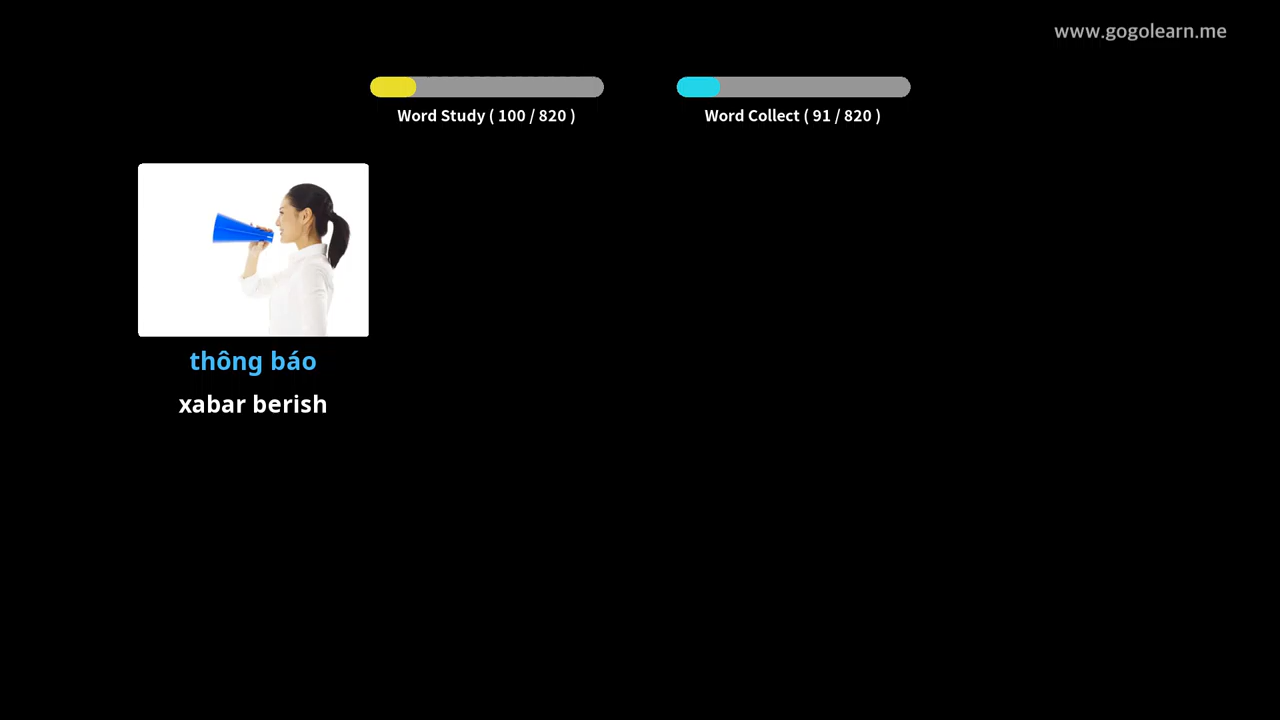 www.gogolearn.me
Word Study ( 100 / 820 )
Word Collect ( 91 / 820 )
thông báo
xabar berish